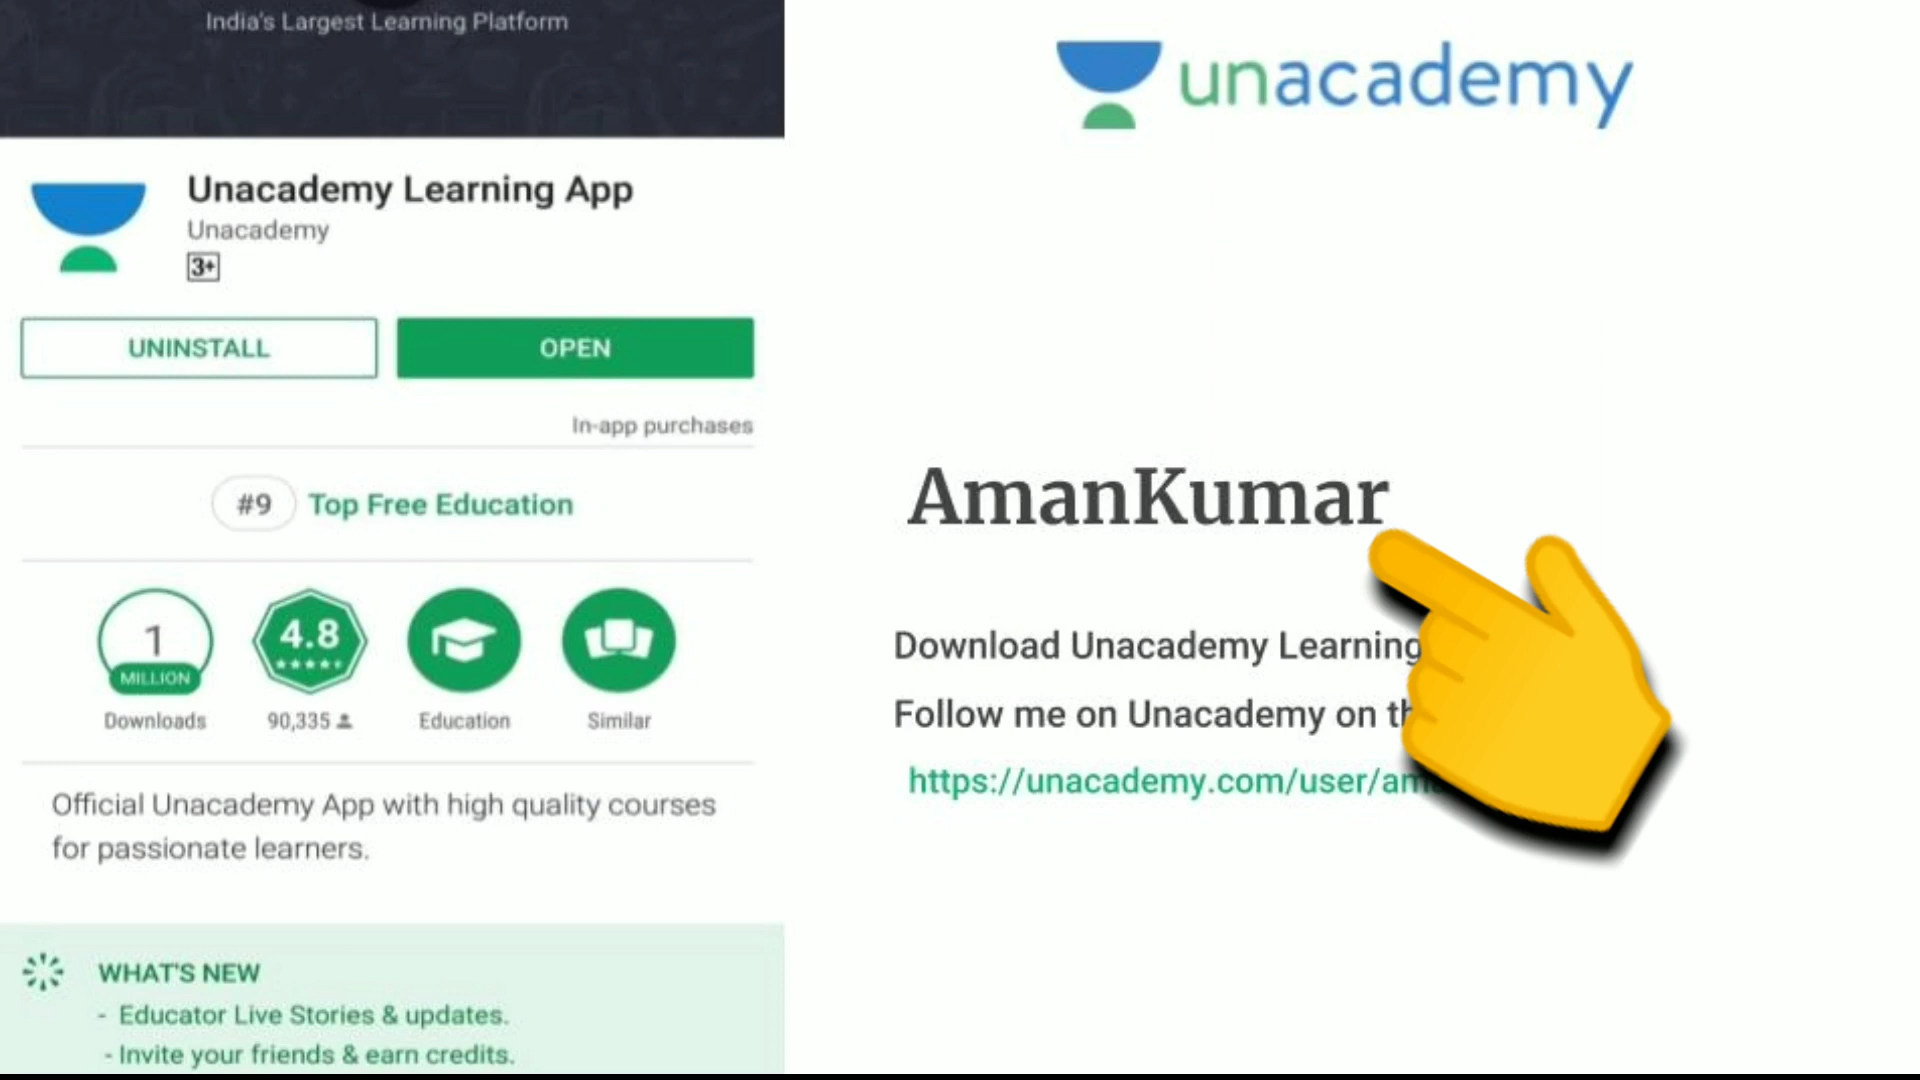 India's Largest Learning Platform
Unacademy Learning App
Unacademy
3+
UNINSTALL
OPEN
In-app purchases
#9 Top Free Education
1
MILLION
Downloads
4.8
90,335
Education
Similar
Official Unacademy App with high quality courses
for passionate learners.
WHAT'S NEW
- Educator Live Stories & updates.
- Invite your friends & earn credits.
unacademy
AmanKumar
Download Unacademy Learning
Follow me on Unacademy on
https://unacademy.com/user/